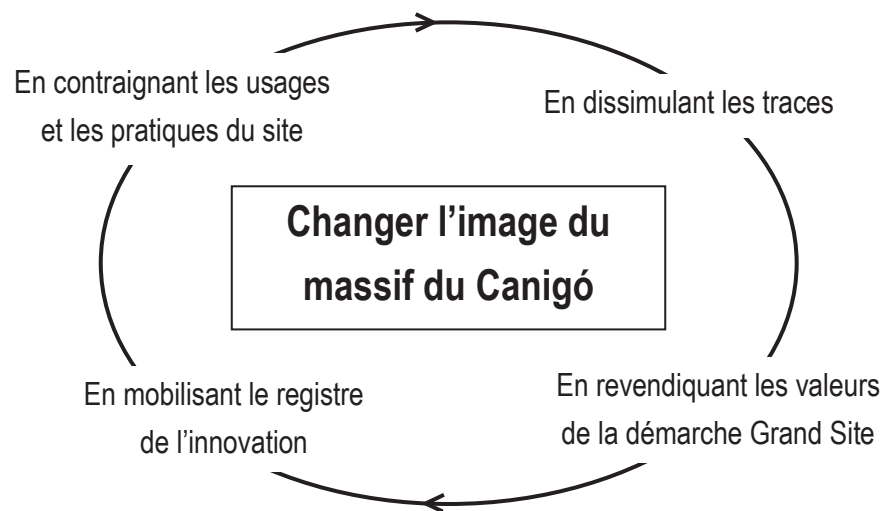 En contraignant les usages
et les pratiques du site
En dissimulant les traces
Changer l’image du
massif du Canigó
En revendiquant les valeurs
de la démarche Grand Site
En mobilisant le registre
de l’innovation